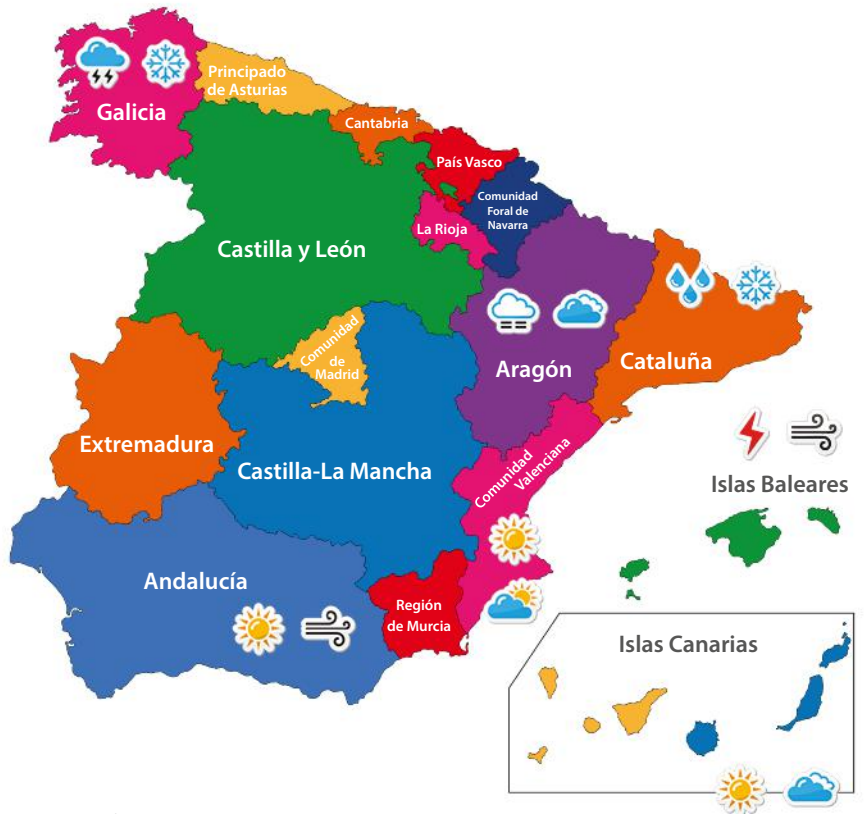 Principado
de Asturias
Galicia
Cantabria
País Vasco
Comunidad
Foral de
Navarra
La Rioja
Castilla y León
Comunidad
de
Madrid
Aragón
Cataluña
Extremadura
Castilla-La Mancha
Comunidad
Valenciana
Islas Baleares
Andalucía
Región
de Murcia
Islas Canarias